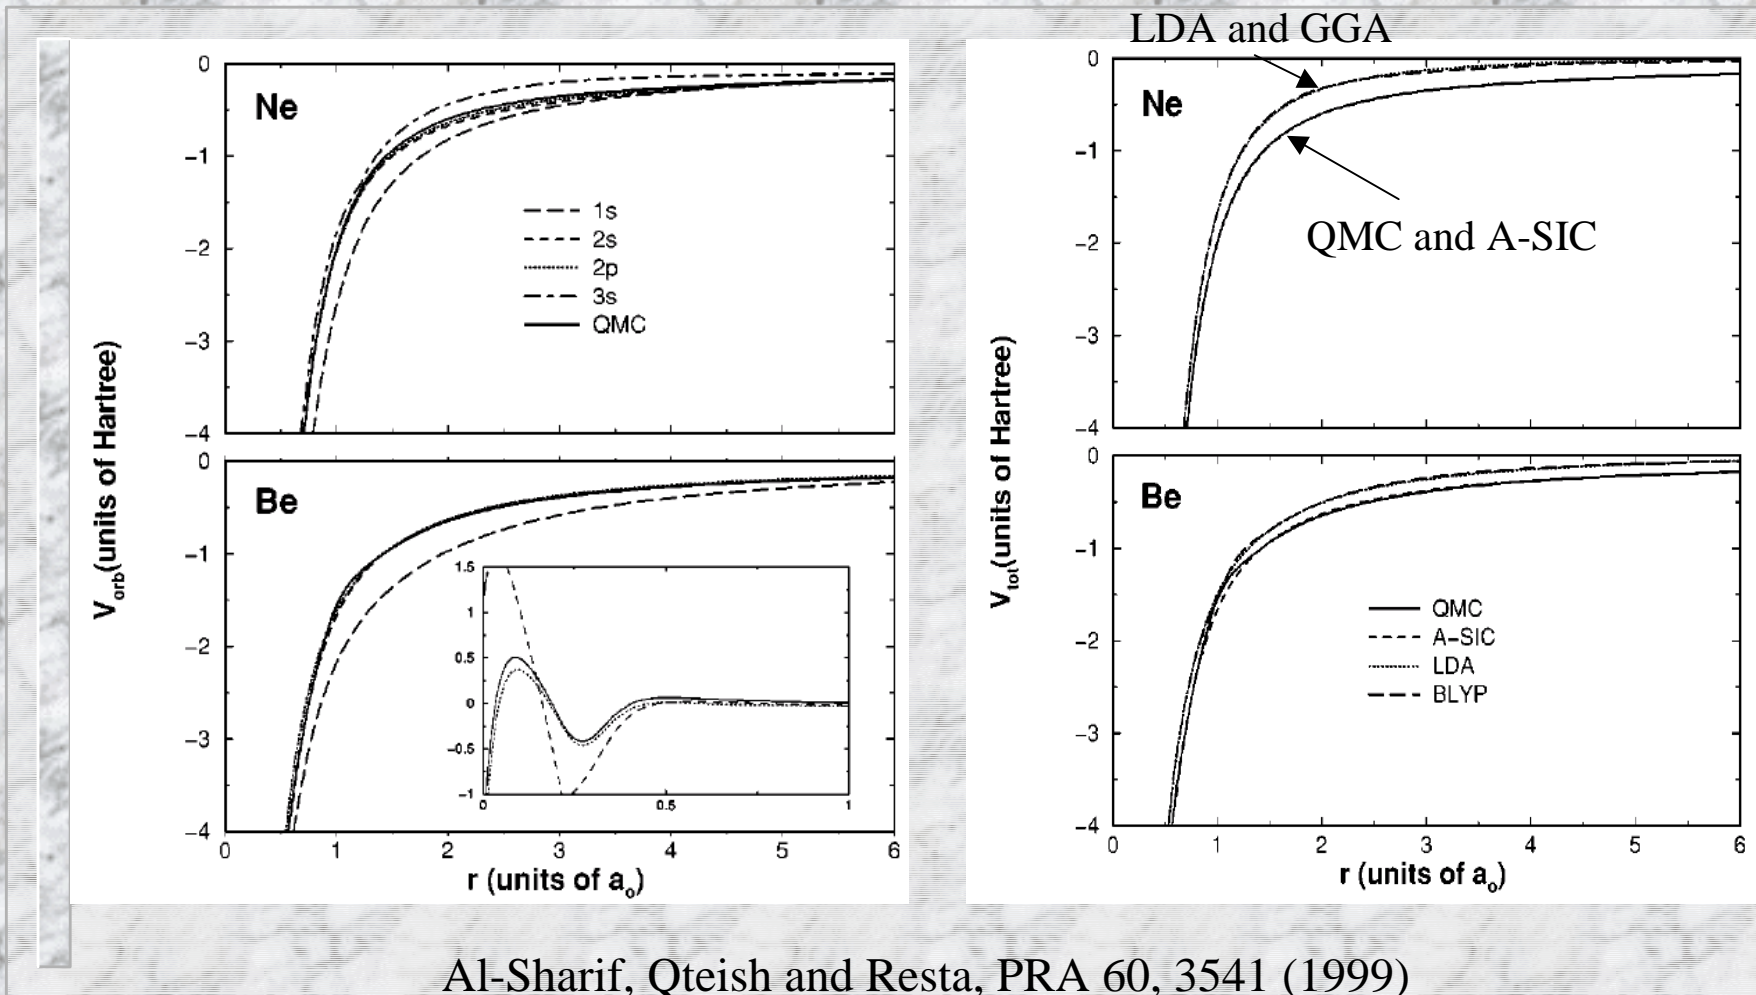 LDA and GGA
Ne
0
-1
-2
-3
-4
1s
2s
2p
3s
QMC
V_orb(units of Hartree)
Be
0
-1
-2
-3
-4
1.5
1
0.5
0
-0.5
-1
0
0.5
1
0
1
2
3
4
5
6
r (units of a_o)
Ne
0
-1
-2
-3
-4
QMC and A-SIC
V_tot(units of Hartree)
Be
0
-1
-2
-3
-4
QMC
A-SIC
LDA
BLYP
0
1
2
3
4
5
6
r (units of a_o)
Al-Sharif, Qteish and Resta, PRA 60, 3541 (1999)